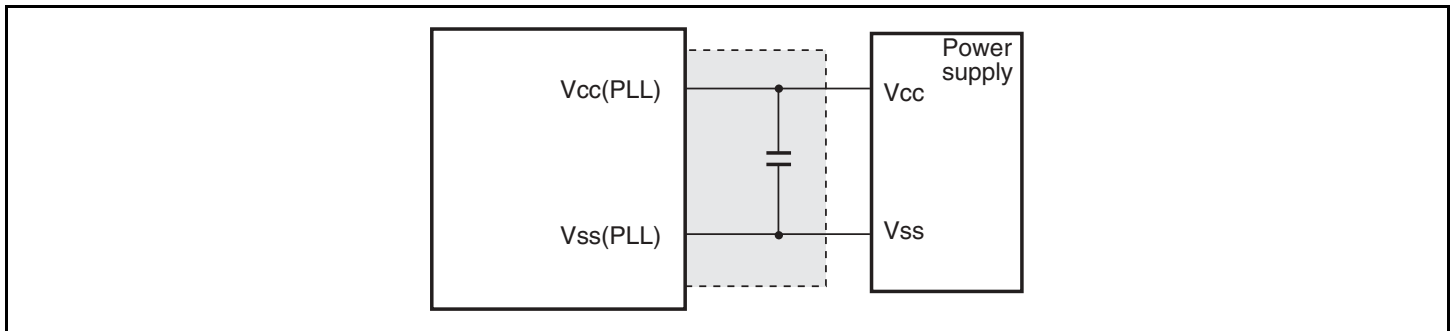 Power
supply
Vcc(PLL)
Vcc
Vss(PLL)
Vss